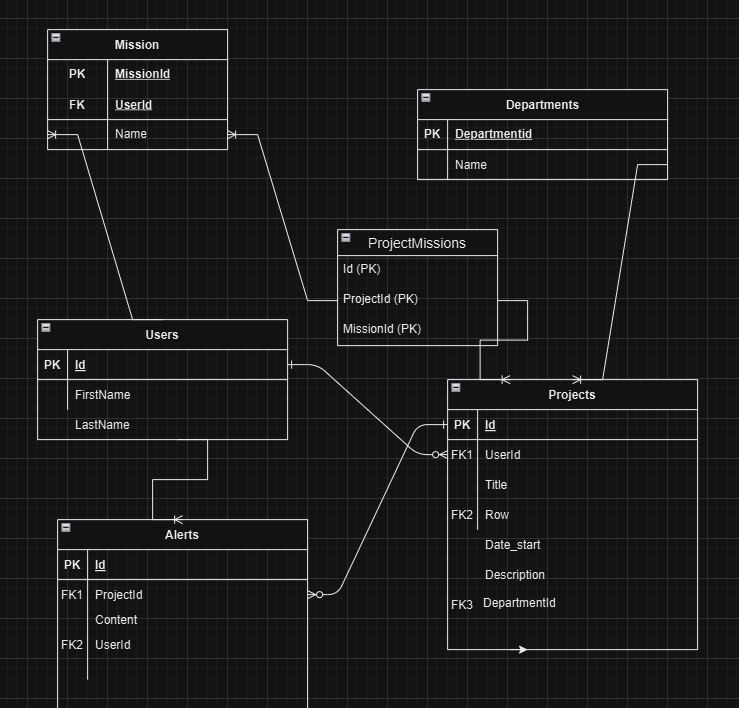 Mission
PK MissionId
FK UserId
Name
Departments
PK Departmentid
Name
ProjectMissions
Id (PK)
ProjectId (PK)
MissionId (PK)
Users
PK Id
FirstName
LastName
Projects
PK Id
FK1 UserId
Title
FK2 Row
Date_start
Description
FK3 DepartmentId
Alerts
PK Id
FK1 ProjectId
Content
FK2 UserId